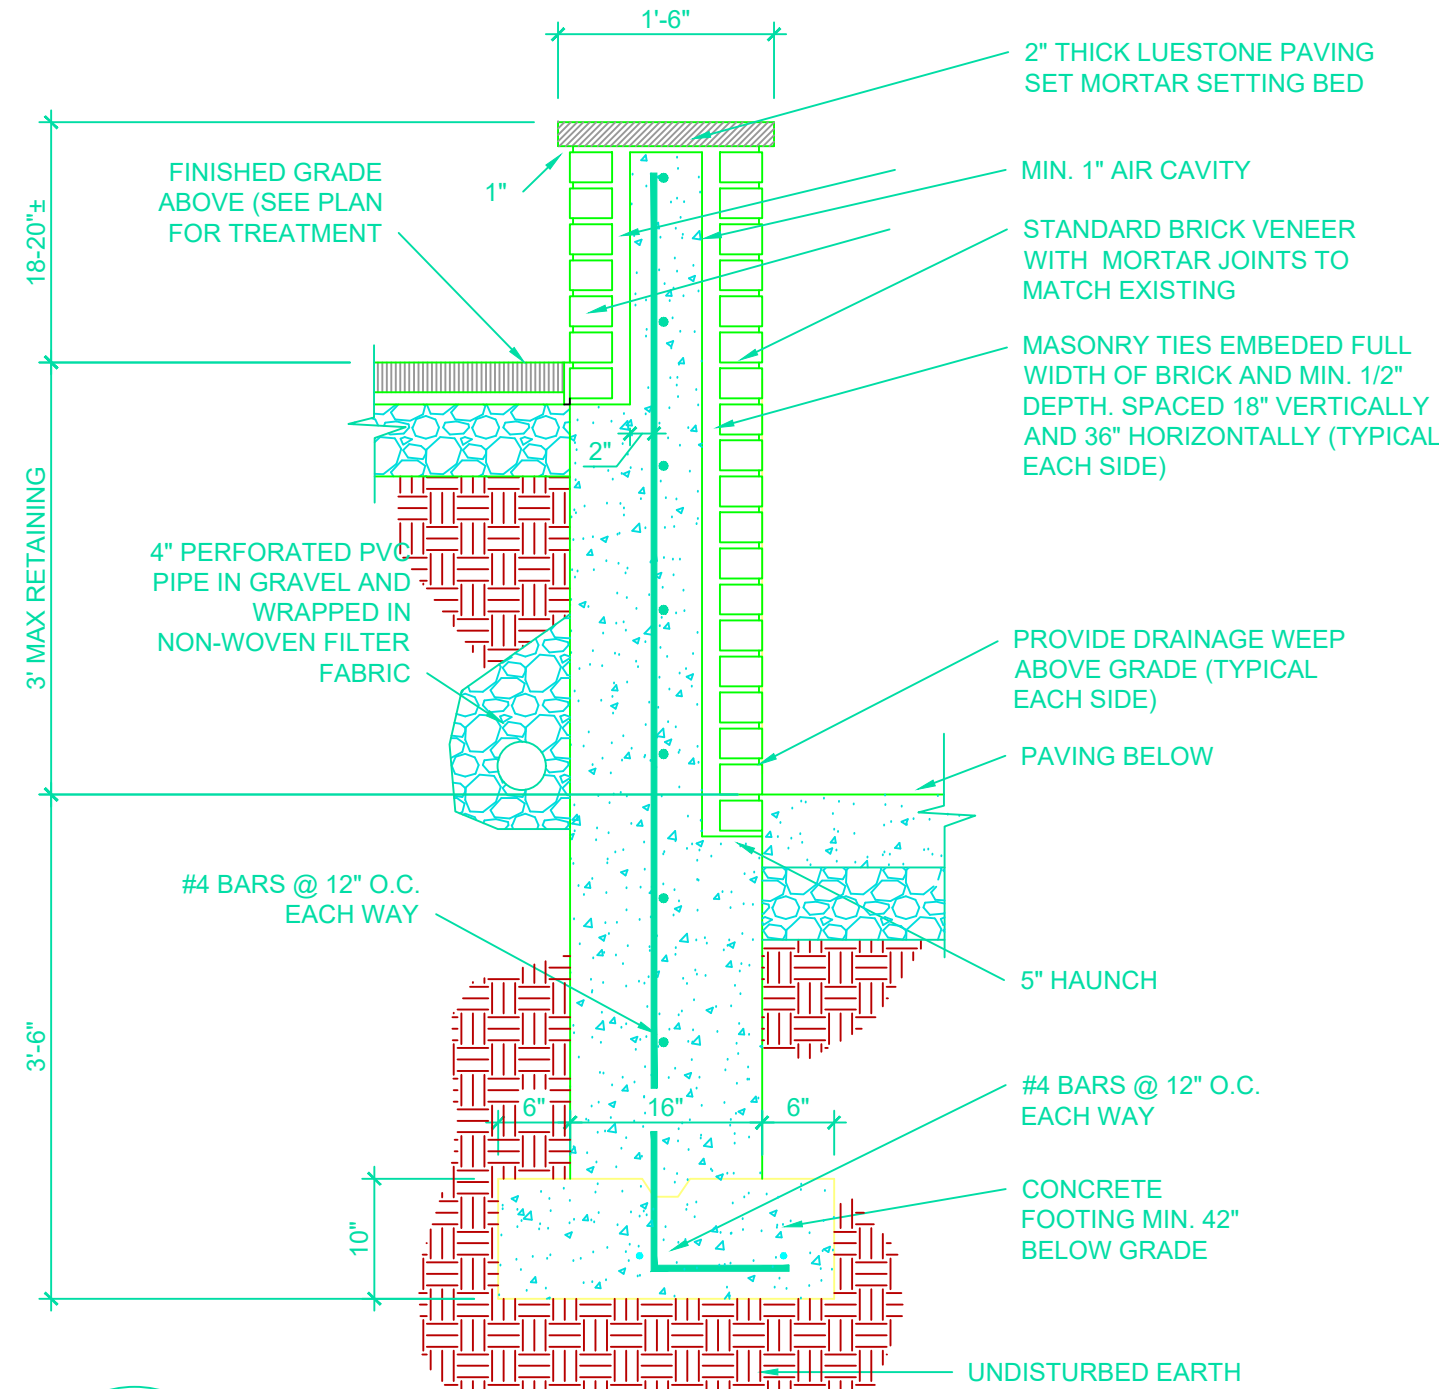 1'-6"
2" THICK LUESTONE PAVING
SET MORTAR SETTING BED
FINISHED GRADE
ABOVE (SEE PLAN
FOR TREATMENT
1"
MIN. 1" AIR CAVITY
18-20"±
STANDARD BRICK VENEER
WITH MORTAR JOINTS TO
MATCH EXISTING
MASONRY TIES EMBEDED FULL
WIDTH OF BRICK AND MIN. 1/2"
DEPTH. SPACED 18" VERTICALLY
AND 36" HORIZONTALLY (TYPICAL
EACH SIDE)
2"
3' MAX RETAINING
4" PERFORATED PVC
PIPE IN GRAVEL AND
WRAPPED IN
NON-WOVEN FILTER
FABRIC
PROVIDE DRAINAGE WEEP
ABOVE GRADE (TYPICAL
EACH SIDE)
PAVING BELOW
#4 BARS @ 12" O.C.
EACH WAY
5" HAUNCH
3'-6"
#4 BARS @ 12" O.C.
EACH WAY
6"
16"
6"
CONCRETE
FOOTING MIN. 42"
BELOW GRADE
10"
UNDISTURBED EARTH